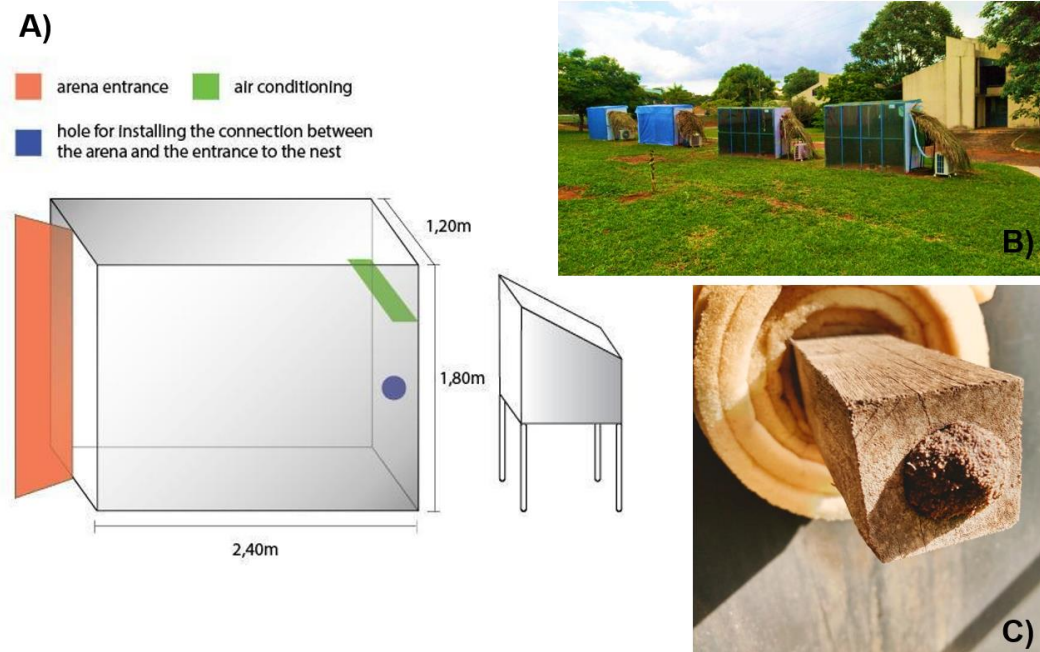 A)
arena entrance
air conditioning
hole for installing the connection between
the arena and the entrance to the nest
1,20m
1,80m
2,40m
B)
C)